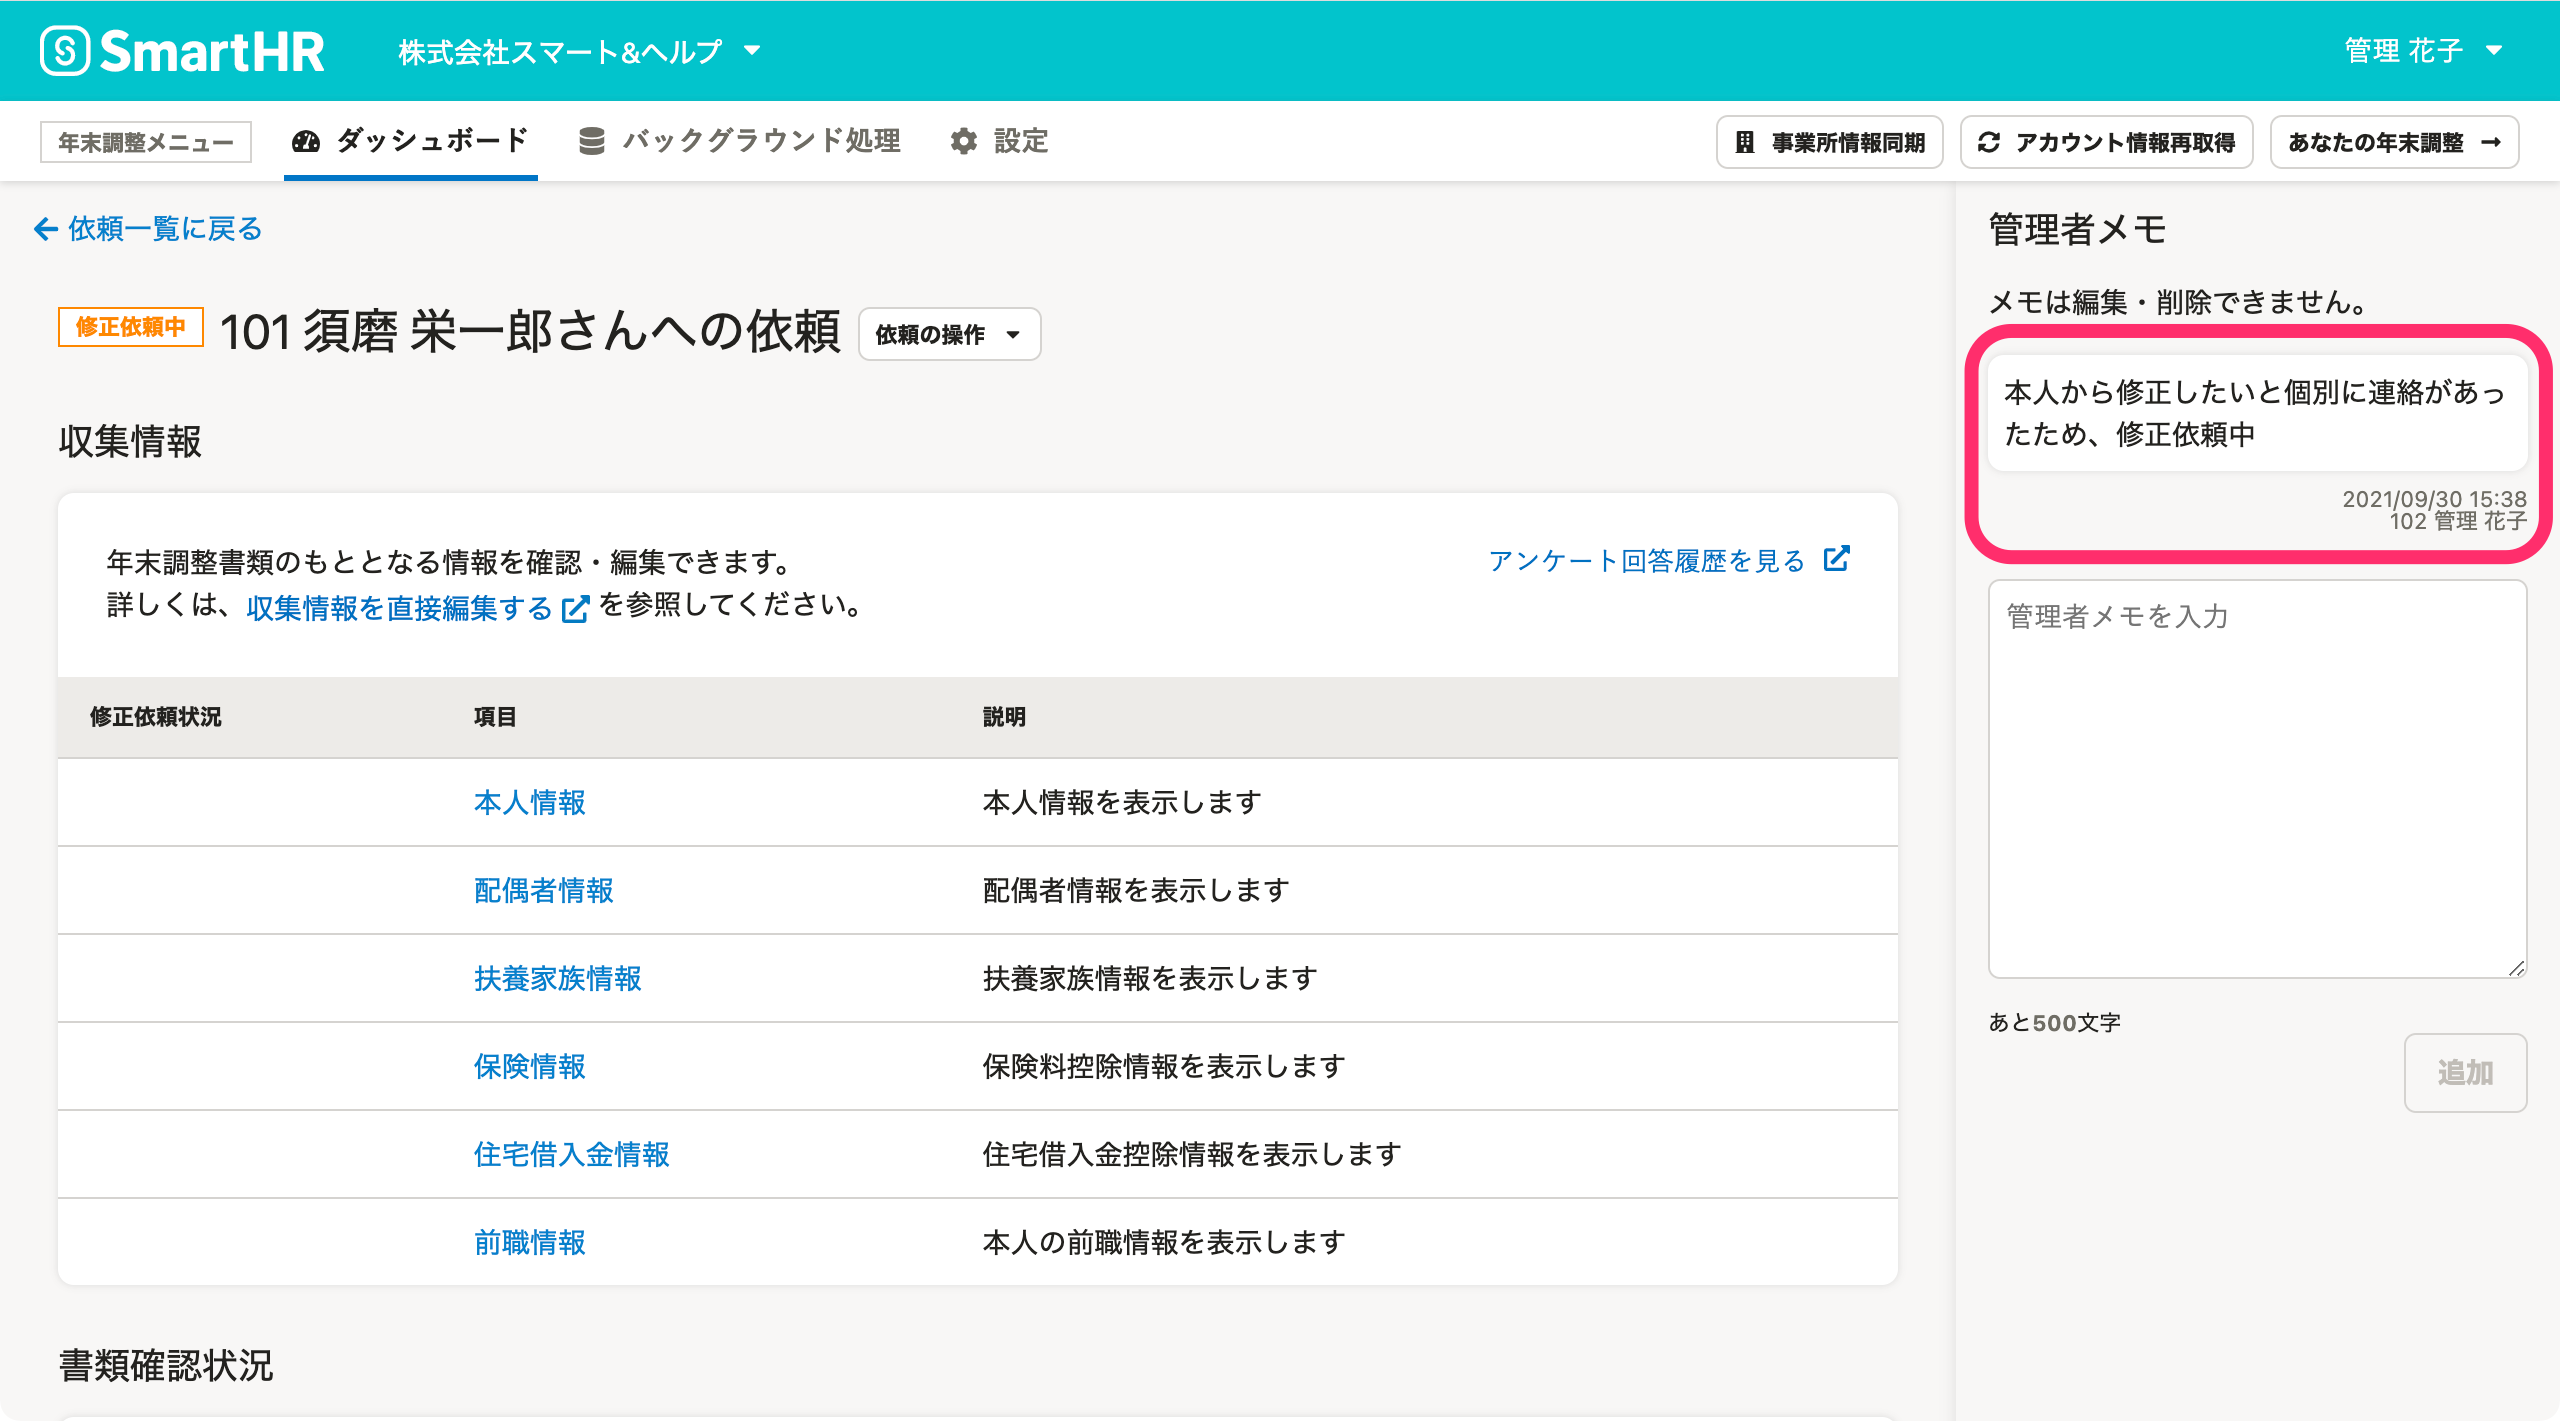 SmartHR 株式会社スマート&ヘルプ 管理 花子
年末調整メニュー ダッシュボード バックグラウンド処理 設定 事業所情報同期 アカウント情報再取得 あなたの年末調整 →
← 依頼一覧に戻る
修正依頼中 101 須磨 栄一郎さんへの依頼 依頼の操作
収集情報
年末調整書類のもととなる情報を確認・編集できます。
詳しくは、収集情報を直接編集する を参照してください。
アンケート回答履歴を見る
修正依頼状況 項目 説明
本人情報 本人情報を表示します
配偶者情報 配偶者情報を表示します
扶養家族情報 扶養家族情報を表示します
保険情報 保険料控除情報を表示します
住宅借入金情報 住宅借入金控除情報を表示します
前職情報 本人の前職情報を表示します
書類確認状況
管理者メモ
メモは編集・削除できません。
本人から修正したいと個別に連絡があっ
たため、修正依頼中
2021/09/30 15:38
102 管理 花子
管理者メモを入力
あと500文字
追加